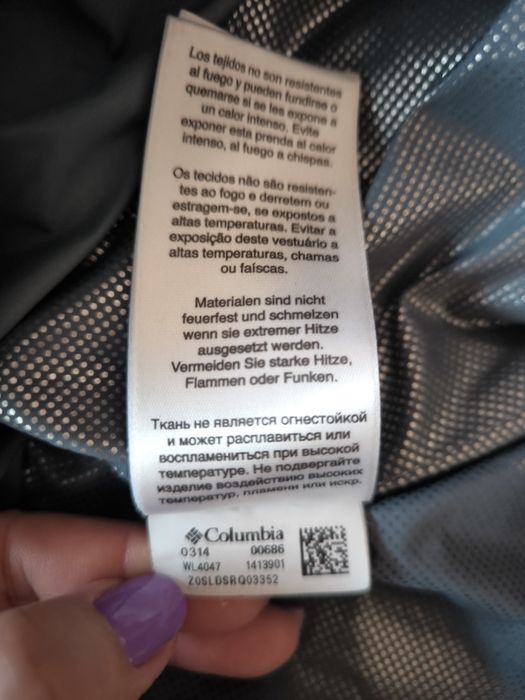 Los tejidos no son resistentes
al fuego y pueden fundirse o
quemarse si se les expone a
un calor intenso. Evite
exponer esta prenda al calor
intenso, al fuego a chispas.
Os tecidos não são resisten-
tes ao fogo e derretem ou
estragem-se, se expostos a
altas temperaturas. Evitar a
exposição deste vestuário a
altas temperaturas, chamas
ou faíscas.
Materialen sind nicht
feuerfest und schmelzen
wenn sie extremer Hitze
ausgesetzt werden.
Vermeiden Sie starke Hitze,
Flammen oder Funken.
Ткань не является огнестойкой
и может расплавиться или
воспламениться при высокой
температуре. Не подвергайте
изделие воздействию высоких
температур, пламени или искр.
Columbia
0314 00686
WL4047 1413901
Z0SLDSRQ03352